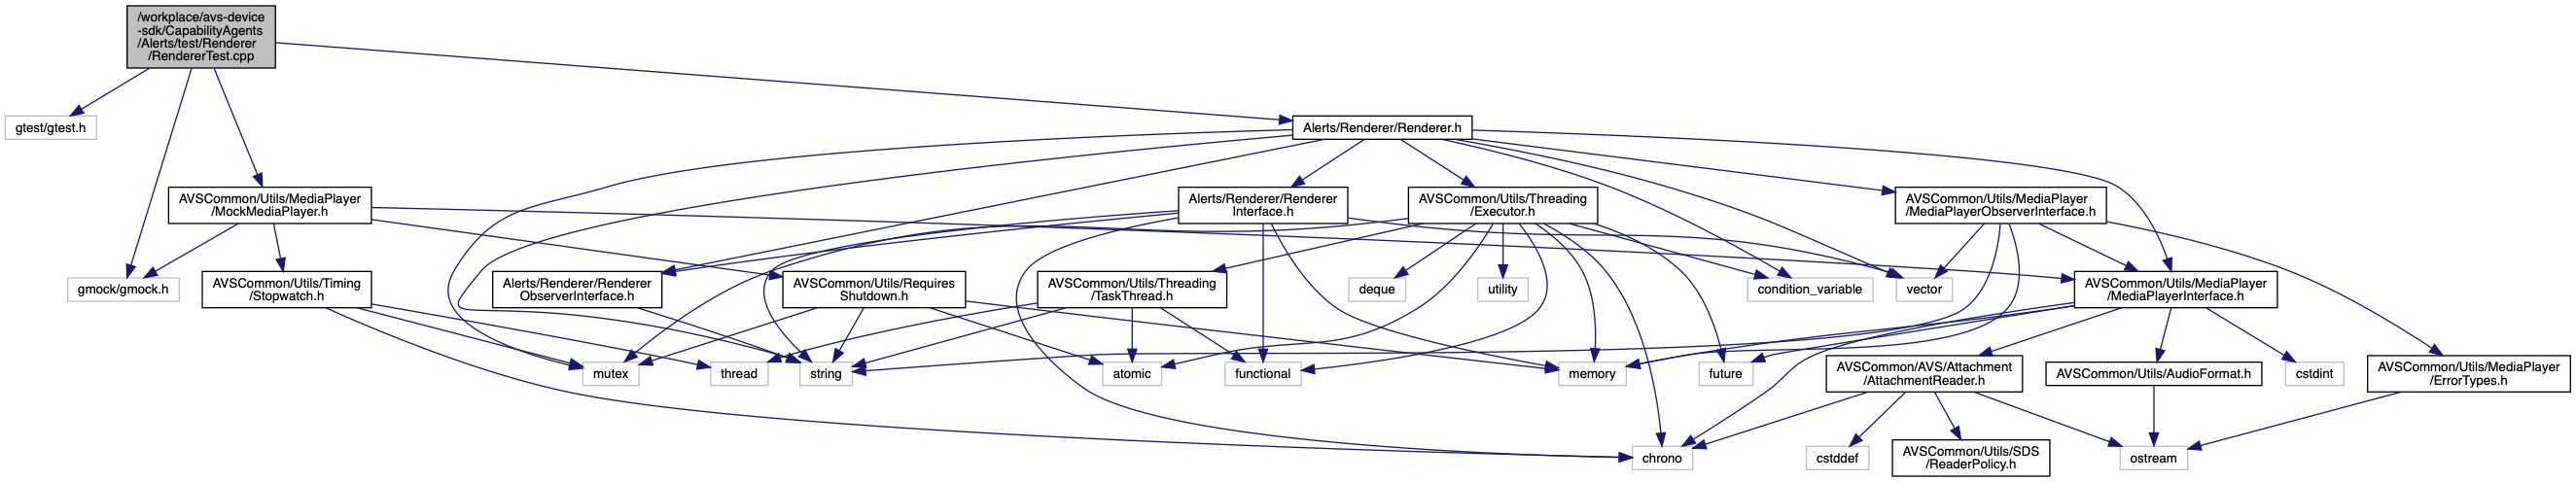 /workplace/avs-device
-sdk/CapabilityAgents
/Alerts/test/Renderer
/RendererTest.cpp
gtest/gtest.h
Alerts/Renderer/Renderer.h
AVSCommon/Utils/MediaPlayer
/MockMediaPlayer.h
Alerts/Renderer/Renderer
Interface.h
AVSCommon/Utils/Threading
/Executor.h
AVSCommon/Utils/MediaPlayer
/MediaPlayerObserverInterface.h
gmock/gmock.h
AVSCommon/Utils/Timing
/Stopwatch.h
Alerts/Renderer/Renderer
ObserverInterface.h
AVSCommon/Utils/Requires
Shutdown.h
AVSCommon/Utils/Threading
/TaskThread.h
deque
utility
condition_variable
vector
AVSCommon/Utils/MediaPlayer
/MediaPlayerInterface.h
mutex
thread
string
atomic
functional
memory
future
AVSCommon/AVS/Attachment
/AttachmentReader.h
AVSCommon/Utils/AudioFormat.h
cstdint
AVSCommon/Utils/MediaPlayer
/ErrorTypes.h
chrono
cstddef
AVSCommon/Utils/SDS
/ReaderPolicy.h
ostream